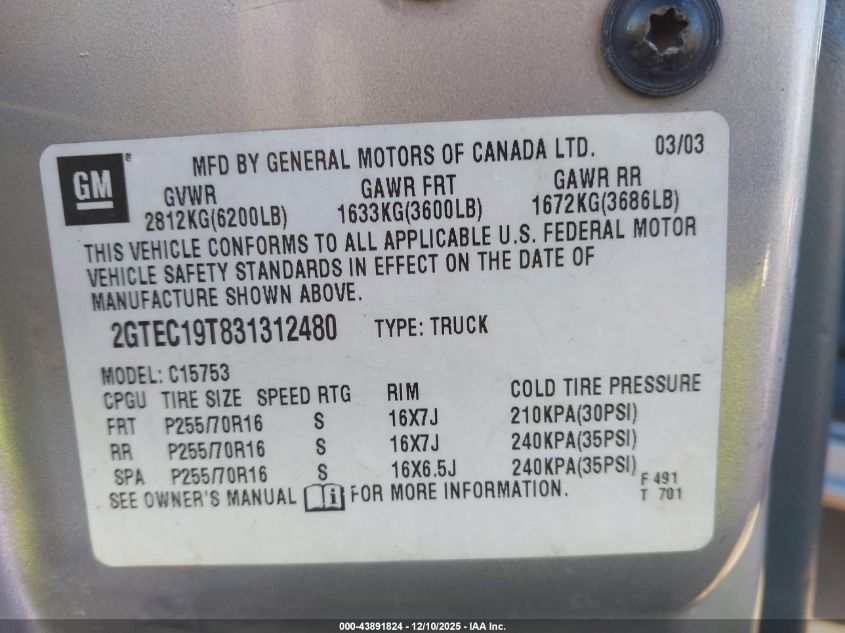 GM ®
MFD BY GENERAL MOTORS OF CANADA LTD. 03/03
GVWR GAWR FRT GAWR RR
2812KG(6200LB) 1633KG(3600LB) 1672KG(3686LB)
THIS VEHICLE CONFORMS TO ALL APPLICABLE U.S. FEDERAL MOTOR
VEHICLE SAFETY STANDARDS IN EFFECT ON THE DATE OF
MANUFACTURE SHOWN ABOVE.
2GTEC19T831312480 TYPE: TRUCK
MODEL: C15753
CPGU TIRE SIZE SPEED RTG RIM COLD TIRE PRESSURE
FRT P255/70R16 S 16X7J 210KPA(30PSI)
RR P255/70R16 S 16X7J 240KPA(35PSI)
SPA P255/70R16 S 16X6.5J 240KPA(35PSI)
SEE OWNER'S MANUAL FOR MORE INFORMATION.
F 491
T 701
000-43891824 - 12/10/2025 - IAA Inc.